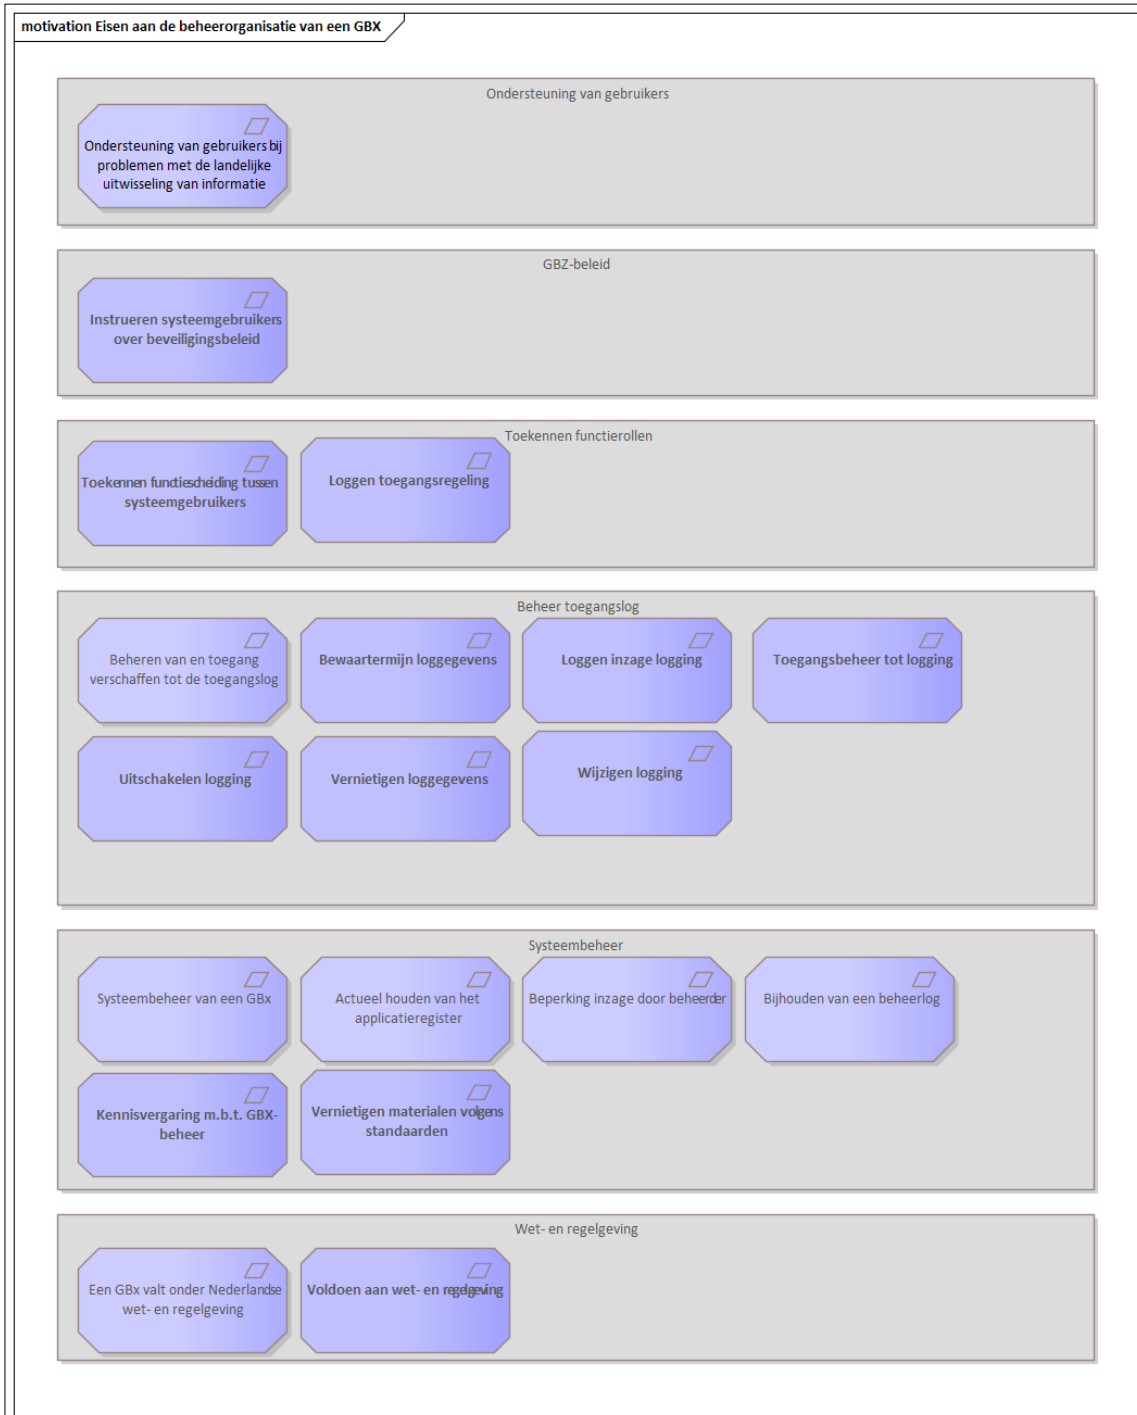 motivation Eisen aan de beheerorganisatie van een GBX
Ondersteuning van gebruikers
Ondersteuning van gebruikers bij
problemen met de landelijke
uitwisseling van informatie
GBZ-beleid
Instrueren systeemgebruikers
over beveiligingsbeleid
Toekennen functierollen
Toekennen functiescheiding tussen
systeemgebruikers
Loggen toegangsregeling
Beheer toegangslog
Beheren van en toegang
verschaffen tot de toegangslog
Bewaartermijn loggegevens
Loggen inzage logging
Toegangsbeheer tot logging
Uitschakelen logging
Vernietigen loggegevens
Wijzigen logging
Systeembeheer
Systeembeheer van een GBx
Actueel houden van het
applicatieregister
Beperking inzage door beheerder
Bijhouden van een beheerlog
Kennisvergaring m.b.t. GBX-
beheer
Vernietigen materialen volgens
standaarden
Wet- en regelgeving
Een GBx valt onder Nederlandse
wet- en regelgeving
Voldoen aan wet- en regelgeving